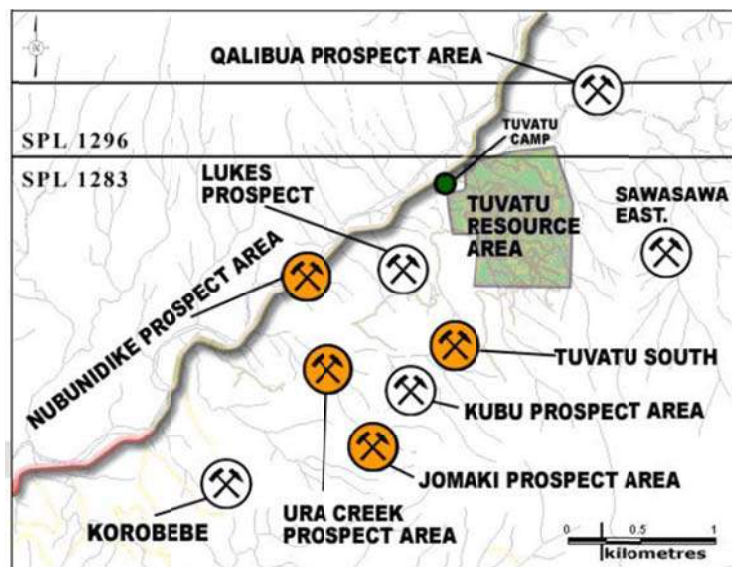 QALIBUA PROSPECT AREA
TUVATU
CAMP
SPL 1296
SPL 1283
LUKES
PROSPECT
TUVATU
RESOURCE
AREA
SAWASAWA
EAST.
NUBUNIDIKE PROSPECT AREA
TUVATU SOUTH
KUBU PROSPECT AREA
JOMAKI PROSPECT AREA
KOROBEBE
URA CREEK
PROSPECT AREA
0 0.5 1
kilometres